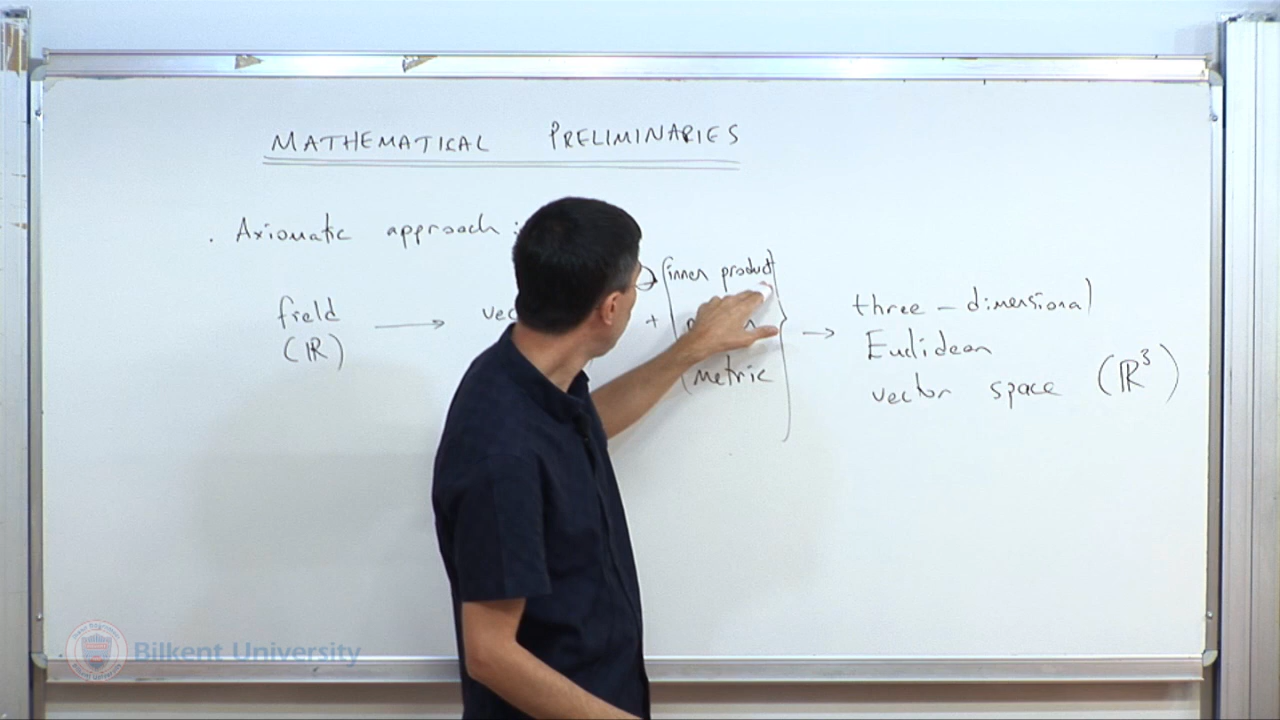 MATHEMATICAL PRELIMINARIES
. Axiomatic approach :
field → + inner product → three-dimensional
(ℝ) Euclidean
metric vector space (ℝ³)
Bilkent University